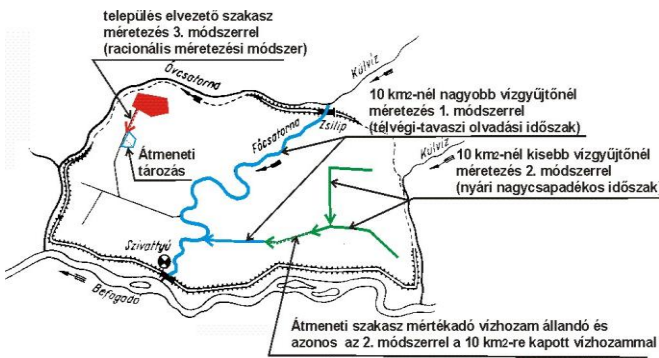 település elvezető szakasz
méretezés 3. módszerrel
(racionális méretezési módszer)
Övcsatorna
Külvíz
Zsilip
Főcsatorna
10 km2-nél nagyobb vízgyűjtőnél
méretezés 1. módszerrel
(télvégi-tavaszi olvadási időszak)
Külvíz
10 km2-nél kisebb vízgyűjtőnél
méretezés 2. módszerrel
(nyári nagycsapadékos időszak)
Átmeneti
tározás
Szivattyú
Befogadó
Átmeneti szakasz mértékadó vízhozam állandó és
azonos az 2. módszerrel a 10 km2-re kapott vízhozammal